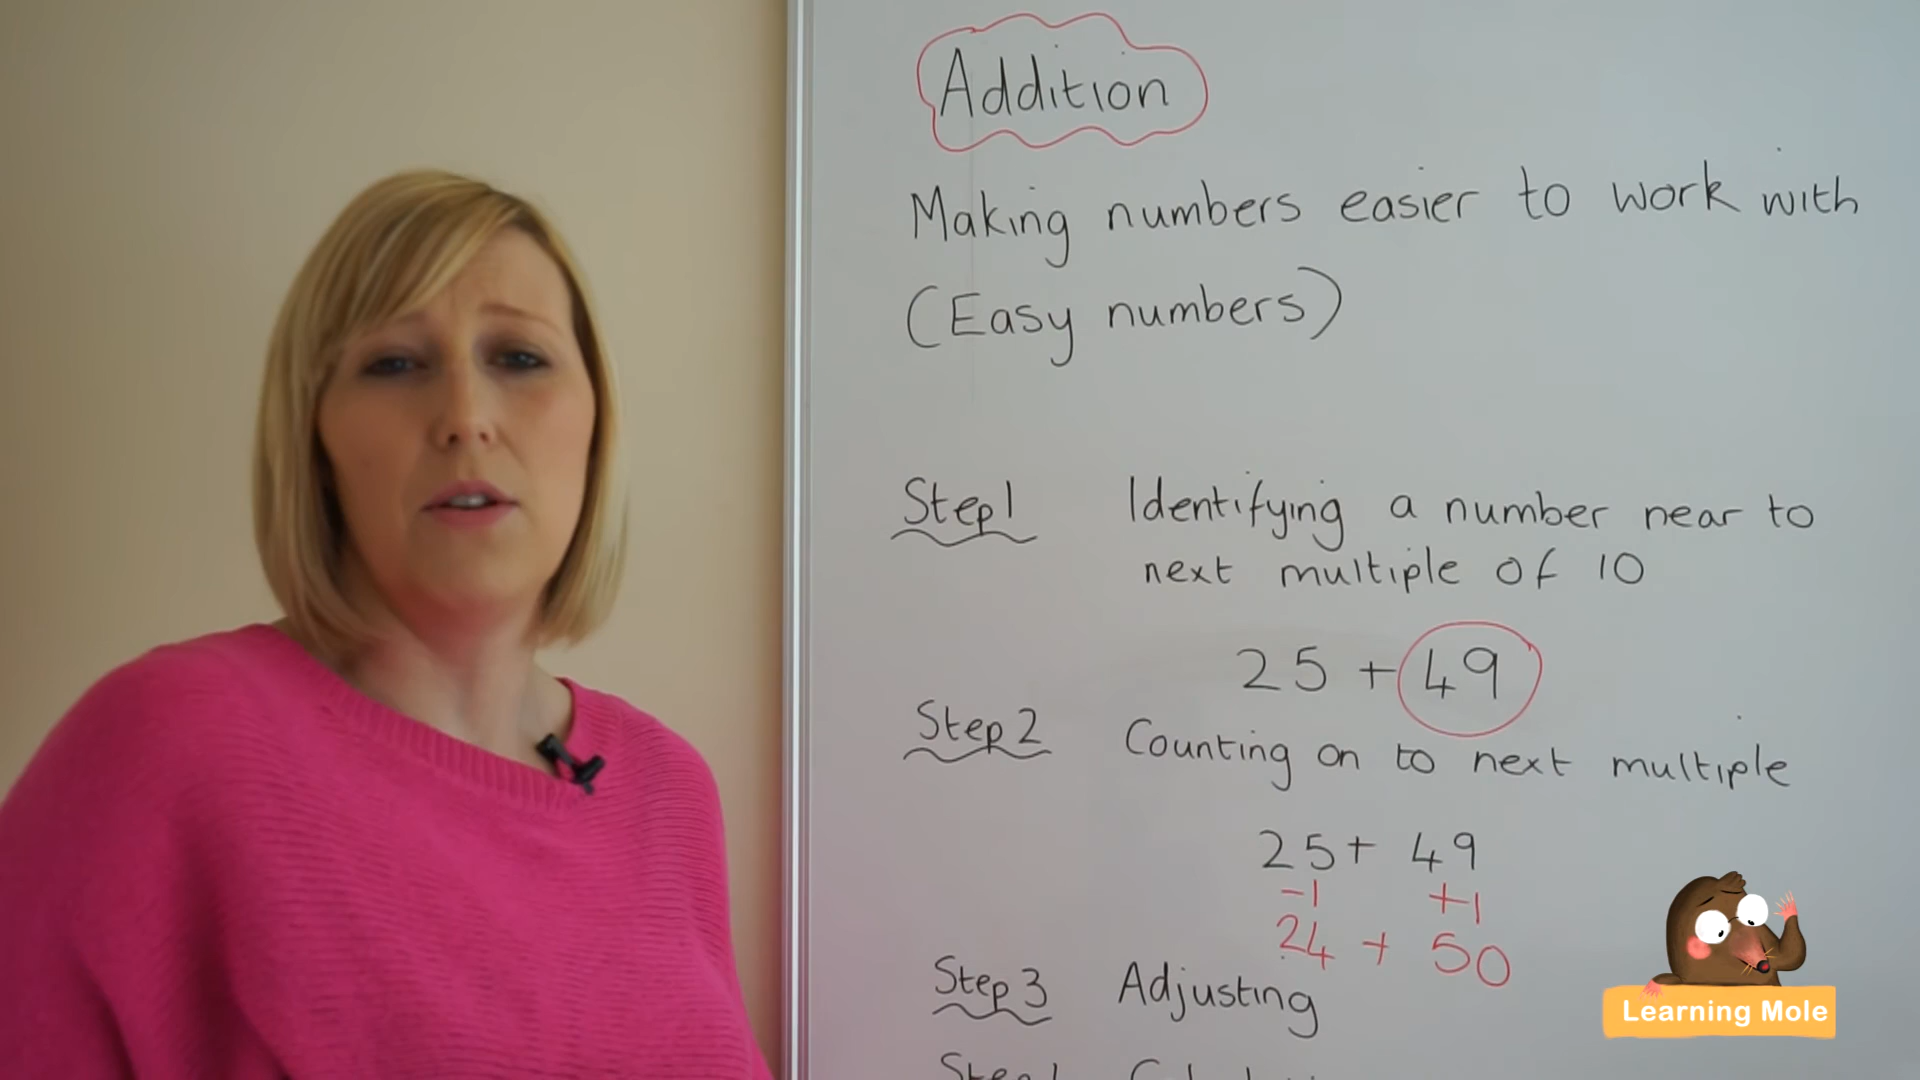 Addition
Making numbers easier to work with
(Easy numbers)
Step 1 Identifying a number near to
next multiple of 10
25 + 49
Step 2 Counting on to next multiple
25 + 49
-1 +1
24 + 50
Step 3 Adjusting
Learning Mole